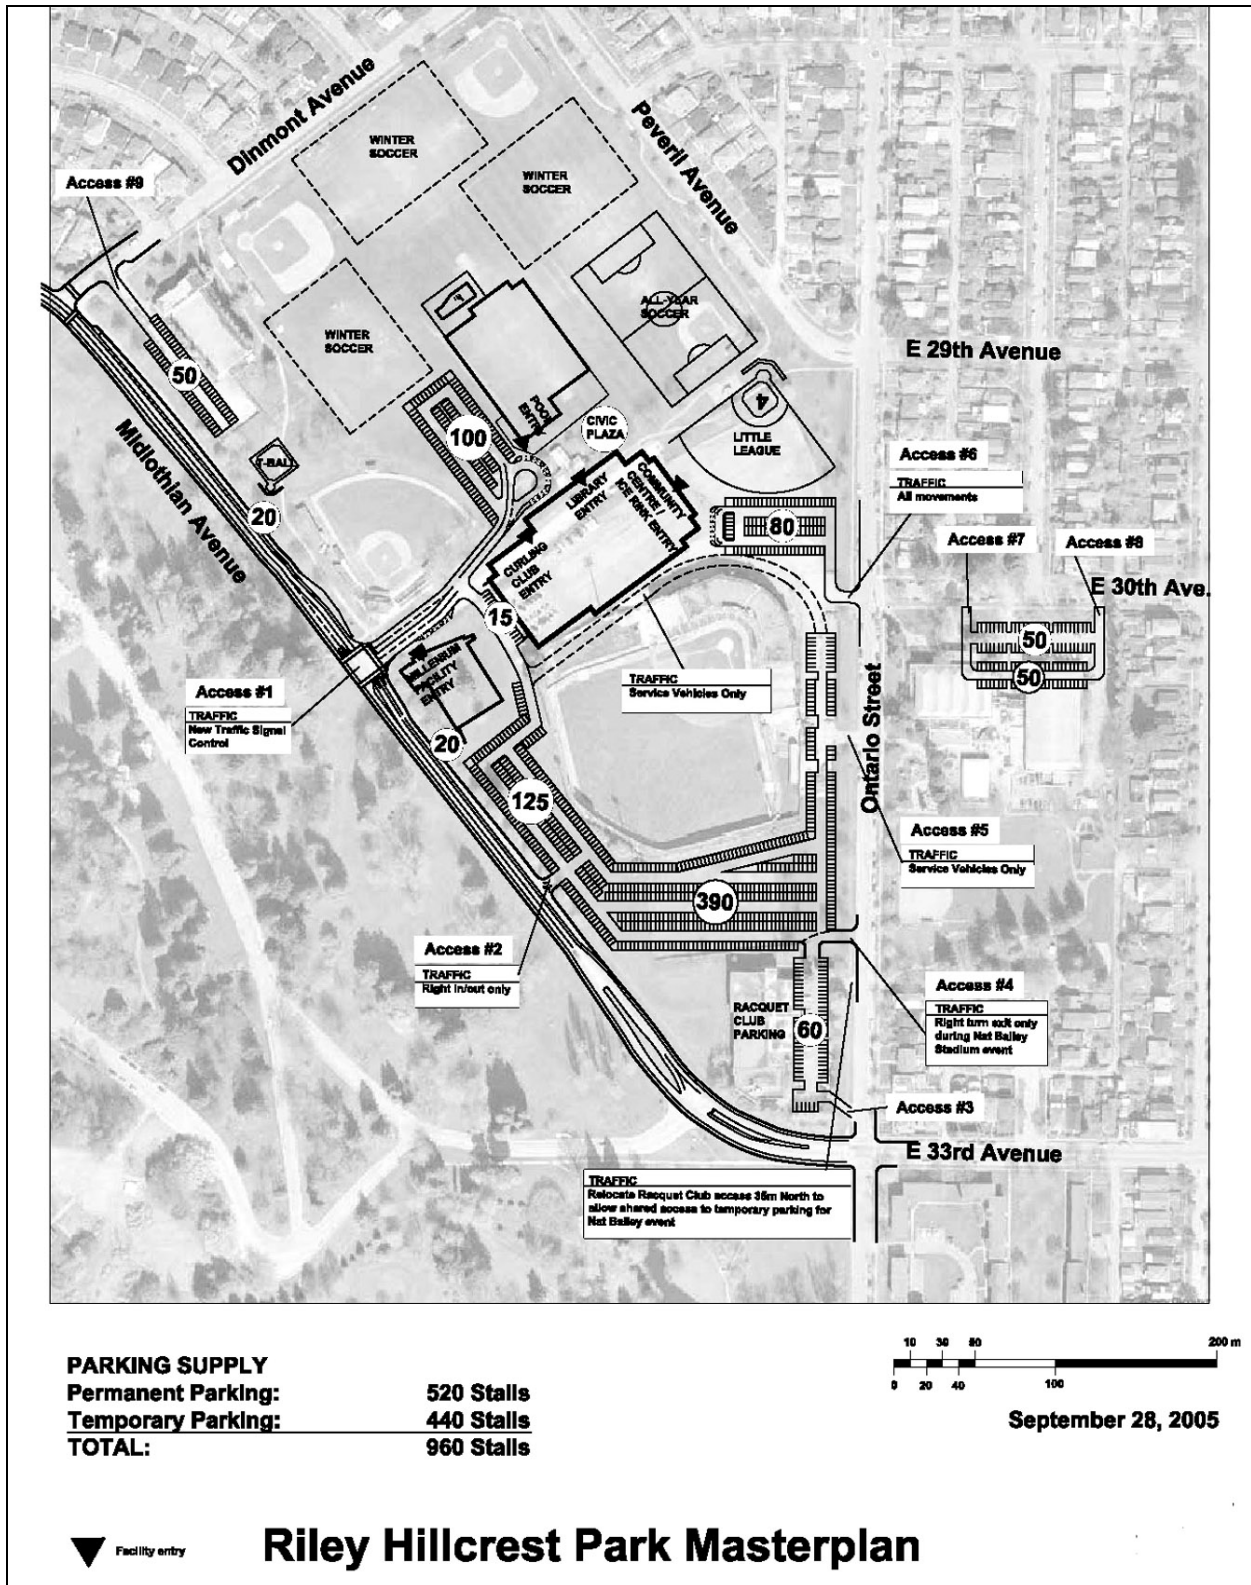 Dinmont Avenue
Peveril Avenue
WINTER
SOCCER
WINTER
SOCCER
Access #9
ALL-YEAR
SOCCER
WINTER
SOCCER
E 29th Avenue
50
Midlothian Avenue
POOL
ENTRY
CIVIC
PLAZA
4
100
LITTLE
LEAGUE
Access #6
TRAFFIC
All movements
T-BALL
LIBRARY
ENTRY
COMMUNITY
CENTRE /
ICE RINK ENTRY
20
80
Access #7
Access #8
CURLING
CLUB
ENTRY
E 30th Ave.
15
50
50
MILLENIUM
FACILITY
ENTRY
TRAFFIC
Service Vehicles Only
Access #1
TRAFFIC
New Traffic Signal
Control
Ontario Street
20
125
Access #5
TRAFFIC
Service Vehicles Only
390
Access #2
TRAFFIC
Right in/out only
Access #4
TRAFFIC
Right turn exit only
during Nat Bailey
Stadium event
RACQUET
CLUB
PARKING
60
Access #3
E 33rd Avenue
TRAFFIC
Relocate Racquet Club access 35m North to
allow shared access to temporary parking for
Nat Bailey event
10 30 50 200 m
0 20 40 100
PARKING SUPPLY
Permanent Parking: 520 Stalls
Temporary Parking: 440 Stalls
TOTAL: 960 Stalls
September 28, 2005
Facility entry
Riley Hillcrest Park Masterplan